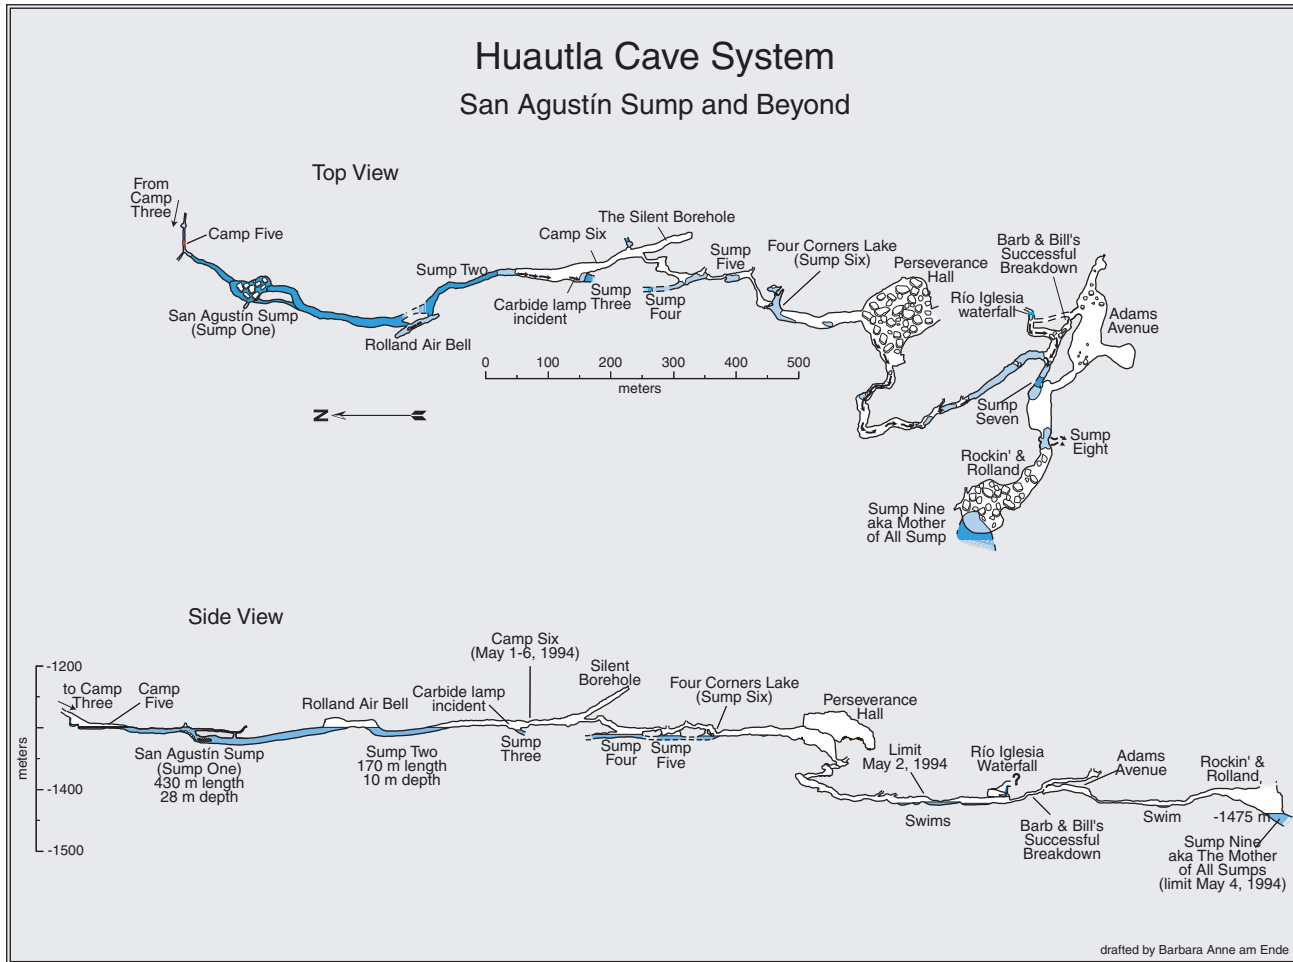 Huautla Cave System
San Agustín Sump and Beyond
Top View
From
Camp
Three
Camp Five
San Agustín Sump
(Sump One)
Rolland Air Bell
Sump Two
Camp Six
Carbide lamp
incident
The Silent Borehole
Sump
Three
Sump
Four
Sump
Five
Four Corners Lake
(Sump Six)
Perseverance
Hall
Río Iglesia
waterfall
Barb & Bill's
Successful
Breakdown
Adams
Avenue
Sump
Seven
Sump
Eight
Rockin' &
Rolland
Sump Nine
aka Mother
of All Sump
0 100 200 300 400 500
meters
N
Side View
-1200
-1400
-1500
meters
to Camp
Three
Camp
Five
San Agustín Sump
(Sump One)
430 m length
28 m depth
Rolland Air Bell
Sump Two
170 m length
10 m depth
Carbide lamp
incident
Camp Six
(May 1-6, 1994)
Sump
Three
Silent
Borehole
Sump
Four
Sump
Five
Four Corners Lake
(Sump Six)
Perseverance
Hall
Limit
May 2, 1994
Swims
Río Iglesia
Waterfall
?
Barb & Bill's
Successful
Breakdown
Adams
Avenue
Swim
Rockin' &
Rolland
-1475 m
Sump Nine
aka The Mother
of All Sumps
(limit May 4, 1994)
drafted by Barbara Anne am Ende